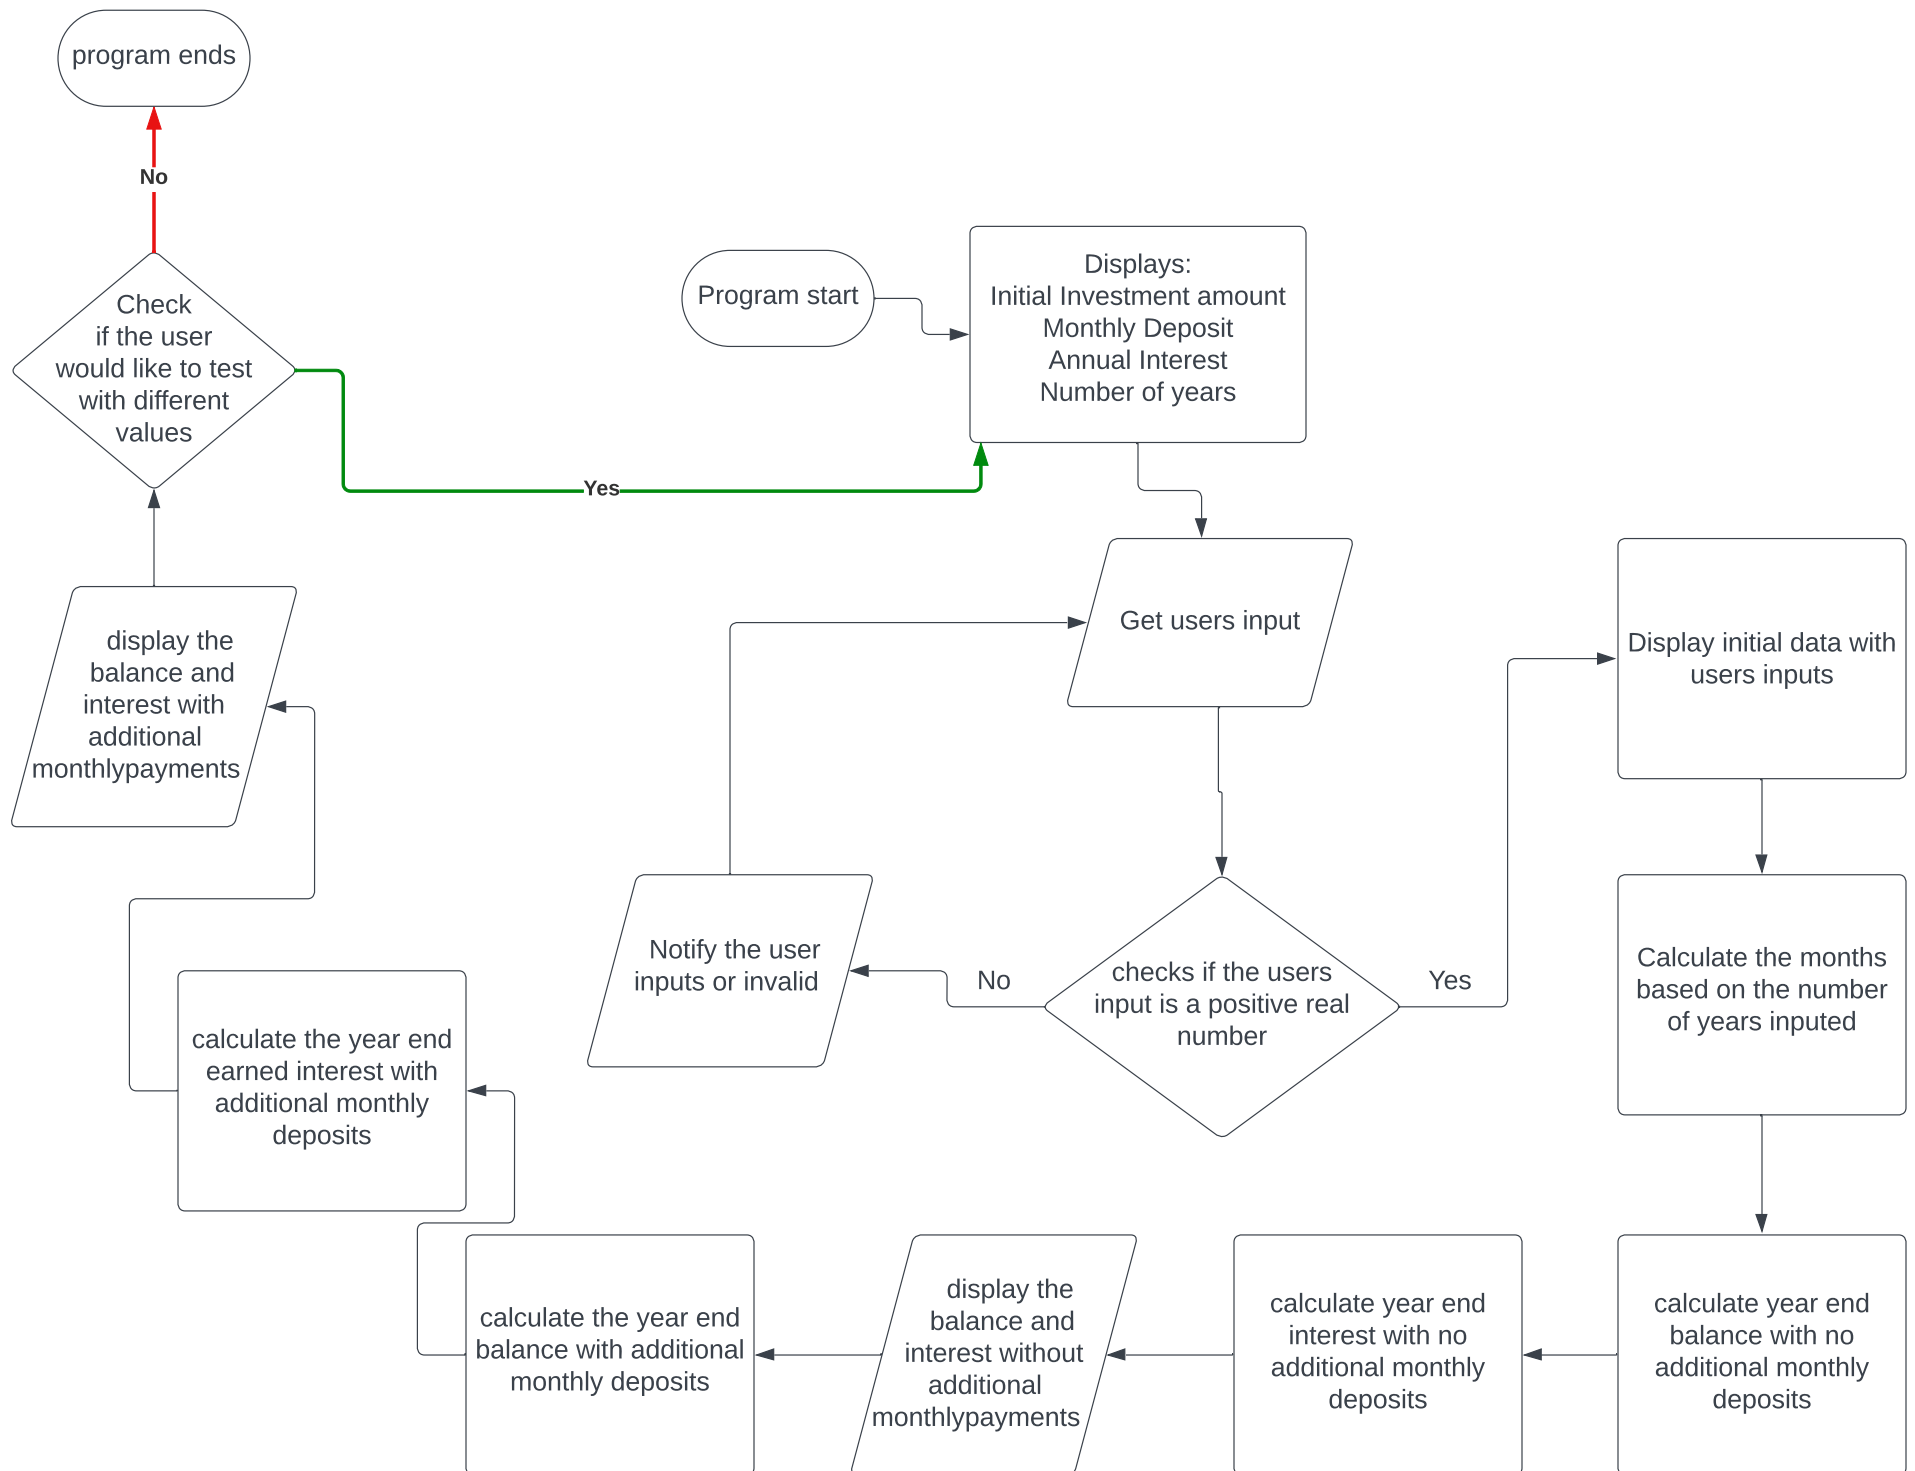 program ends
No
Check
if the user
would like to test
with different
values
Yes
Program start
Displays:
Initial Investment amount
Monthly Deposit
Annual Interest
Number of years
Get users input
checks if the users
input is a positive real
number
No
Yes
Notify the user
inputs or invalid
Display initial data with
users inputs
Calculate the months
based on the number
of years inputed
calculate year end
balance with no
additional monthly
deposits
calculate year end
interest with no
additional monthly
deposits
display the
balance and
interest without
additional
monthlypayments
calculate the year end
balance with additional
monthly deposits
calculate the year end
earned interest with
additional monthly
deposits
display the
balance and
interest with
additional
monthlypayments